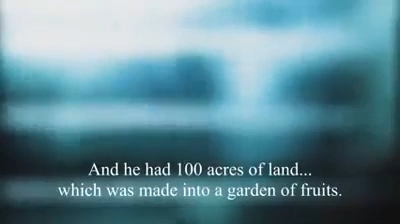 And he had 100 acres of land...
which was made into a garden of fruits.